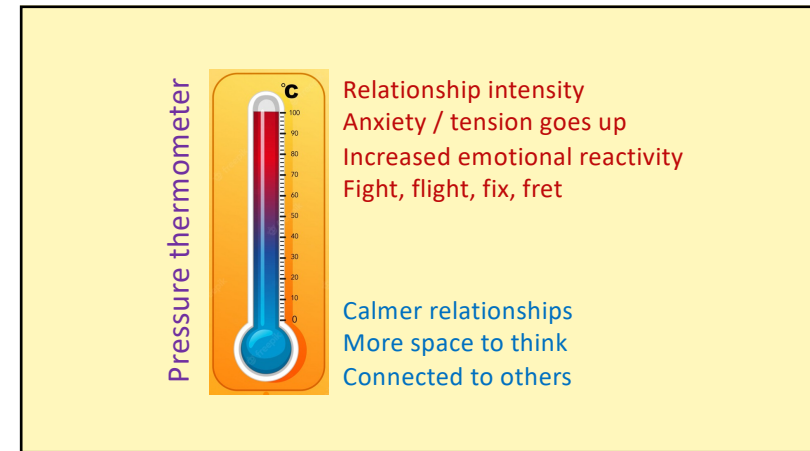 Pressure thermometer
°C
100
90
80
70
60
50
40
30
20
10
0
Relationship intensity
Anxiety / tension goes up
Increased emotional reactivity
Fight, flight, fix, fret
Calmer relationships
More space to think
Connected to others